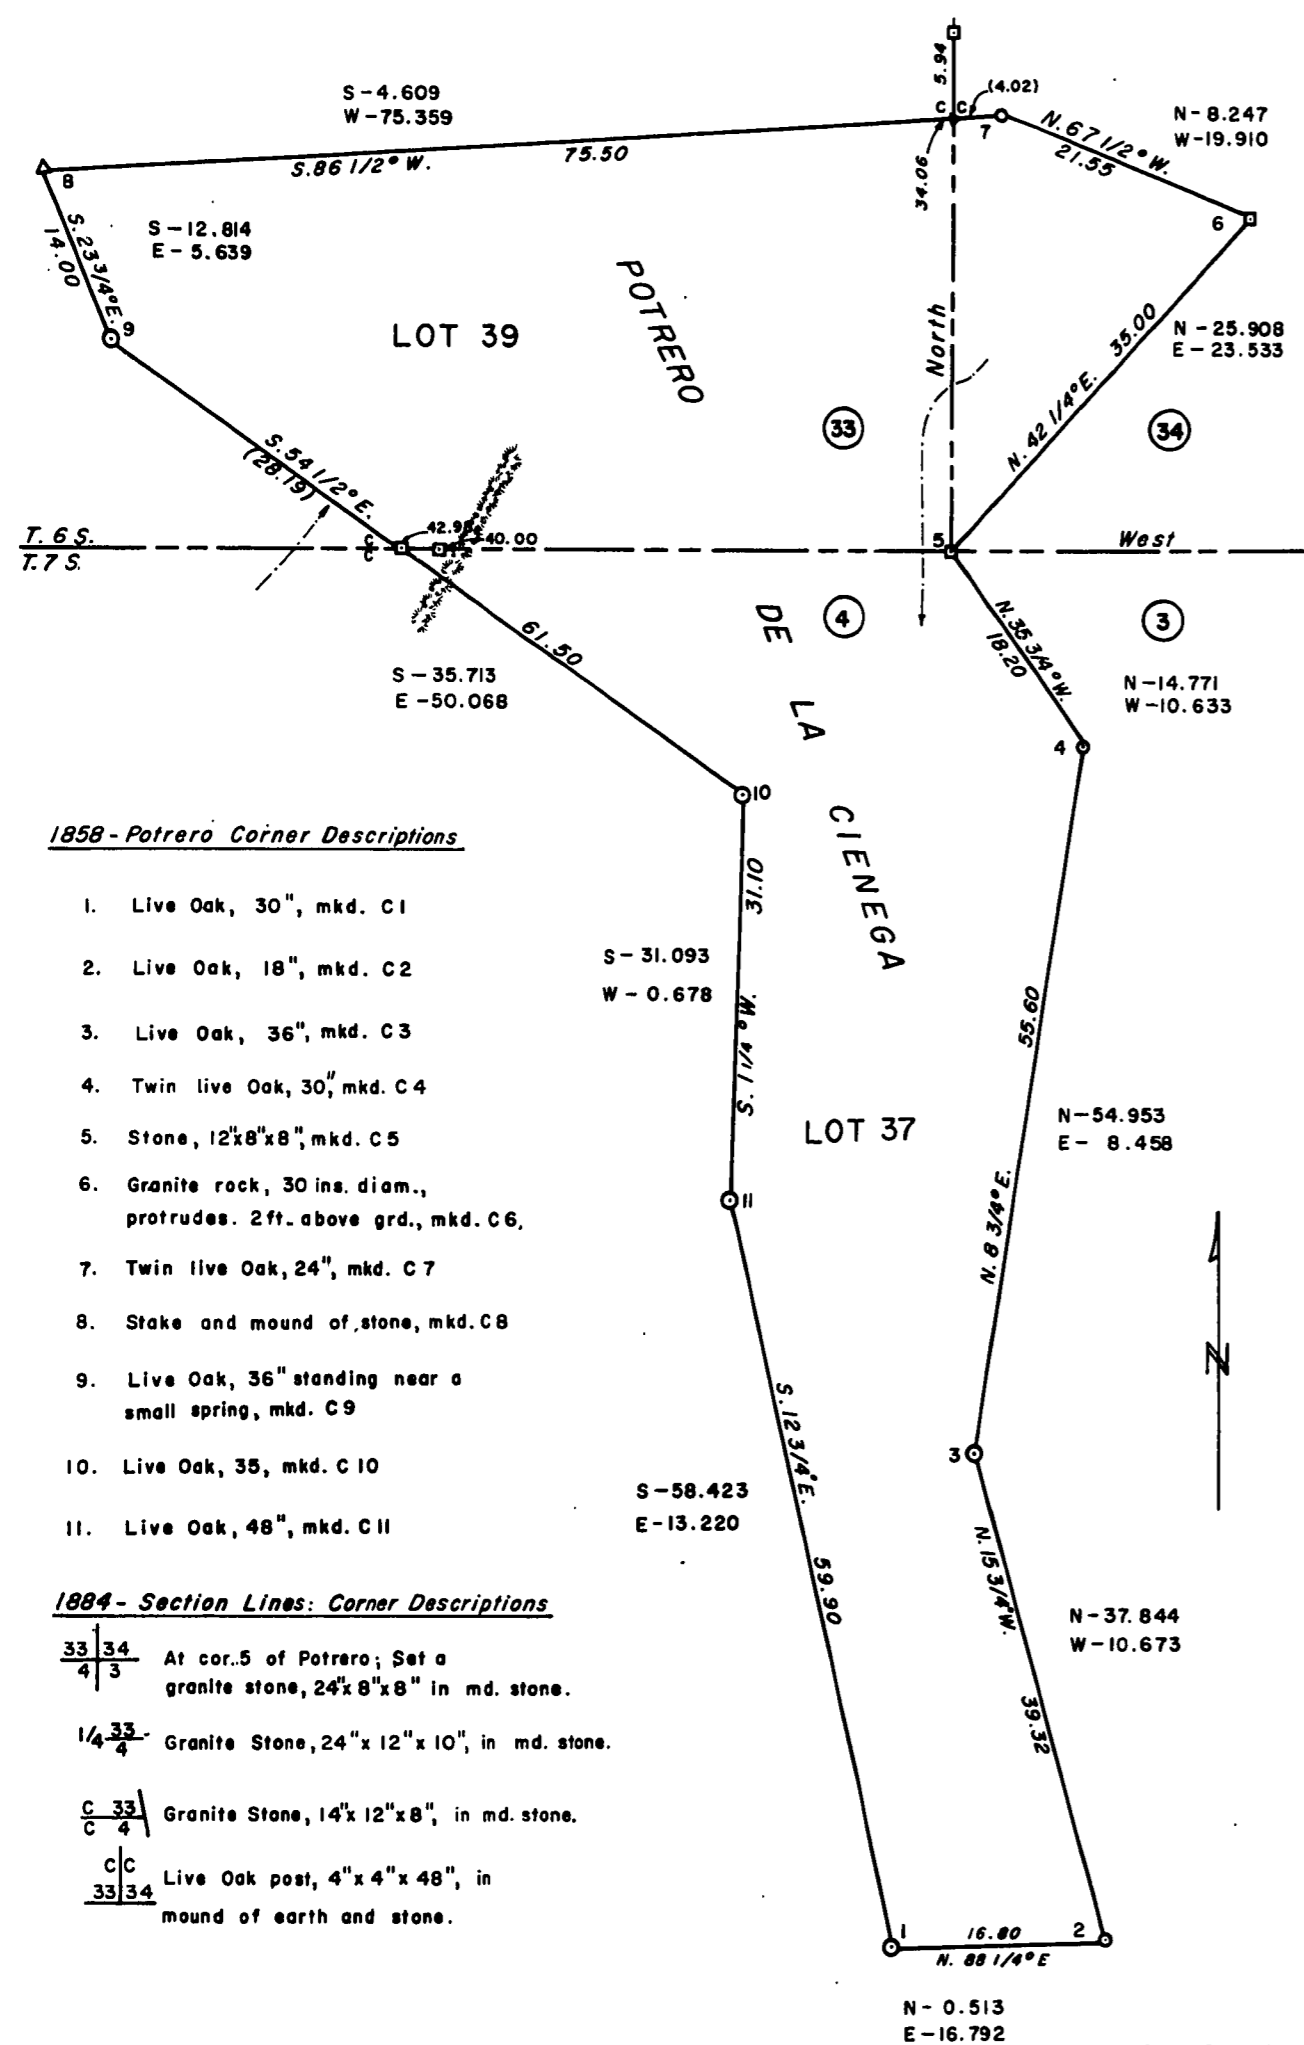 5.94
(4.02)
S-4.609
W-75.359
C C
7
N. 67 1/2° W.
21.55
N-8.247
W-19.910
S. 86 1/2° W.
75.50
8
34.06
6
S. 23 3/4° E.
14.00
S-12.814
E-5.639
POTRERO
9
LOT 39
North
N. 42 1/4° E. 35.00
N-25.908
E-23.533
33
34
S. 54 1/2° E.
(28.19)
40.00
T. 6 S.
T. 7 S.
C
C
5
West
DE
4
3
61.50
N. 35 3/4° W.
18.20
S-35.713
E-50.068
N-14.771
W-10.633
LA
4
10
CIENEGA
1858-Potrero Corner Descriptions
1. Live Oak, 30", mkd. C1
2. Live Oak, 18", mkd. C2
3. Live Oak, 36", mkd. C3
4. Twin live Oak, 30", mkd. C4
5. Stone, 12"x8"x8", mkd. C5
6. Granite rock, 30 ins. diam.,
protrudes. 2ft. above grd., mkd. C6.
7. Twin live Oak, 24", mkd. C7
8. Stake and mound of stone, mkd. C8
9. Live Oak, 36" standing near a
small spring, mkd. C9
10. Live Oak, 35, mkd. C10
11. Live Oak, 48", mkd. C11
31.10
S-31.093
W-0.678
S. 1 1/4° W.
11
55.60
LOT 37
N-54.953
E-8.458
N. 8 3/4° E.
N
3
S. 12 3/4° E.
59.90
S-58.423
E-13.220
N. 15 3/4° W.
39.32
N-37.844
W-10.673
1884-Section Lines: Corner Descriptions
33 34
4 3
At cor. 5 of Potrero; Set a
granite stone, 24"x8"x8" in md. stone.
1/4 33
4
Granite Stone, 24"x12"x10", in md. stone.
C 33
C 4
Granite Stone, 14"x12"x8", in md. stone.
C C
33 34
Live Oak post, 4"x4"x48", in
mound of earth and stone.
1
16.80
2
N. 88 1/4° E
N-0.513
E-16.792